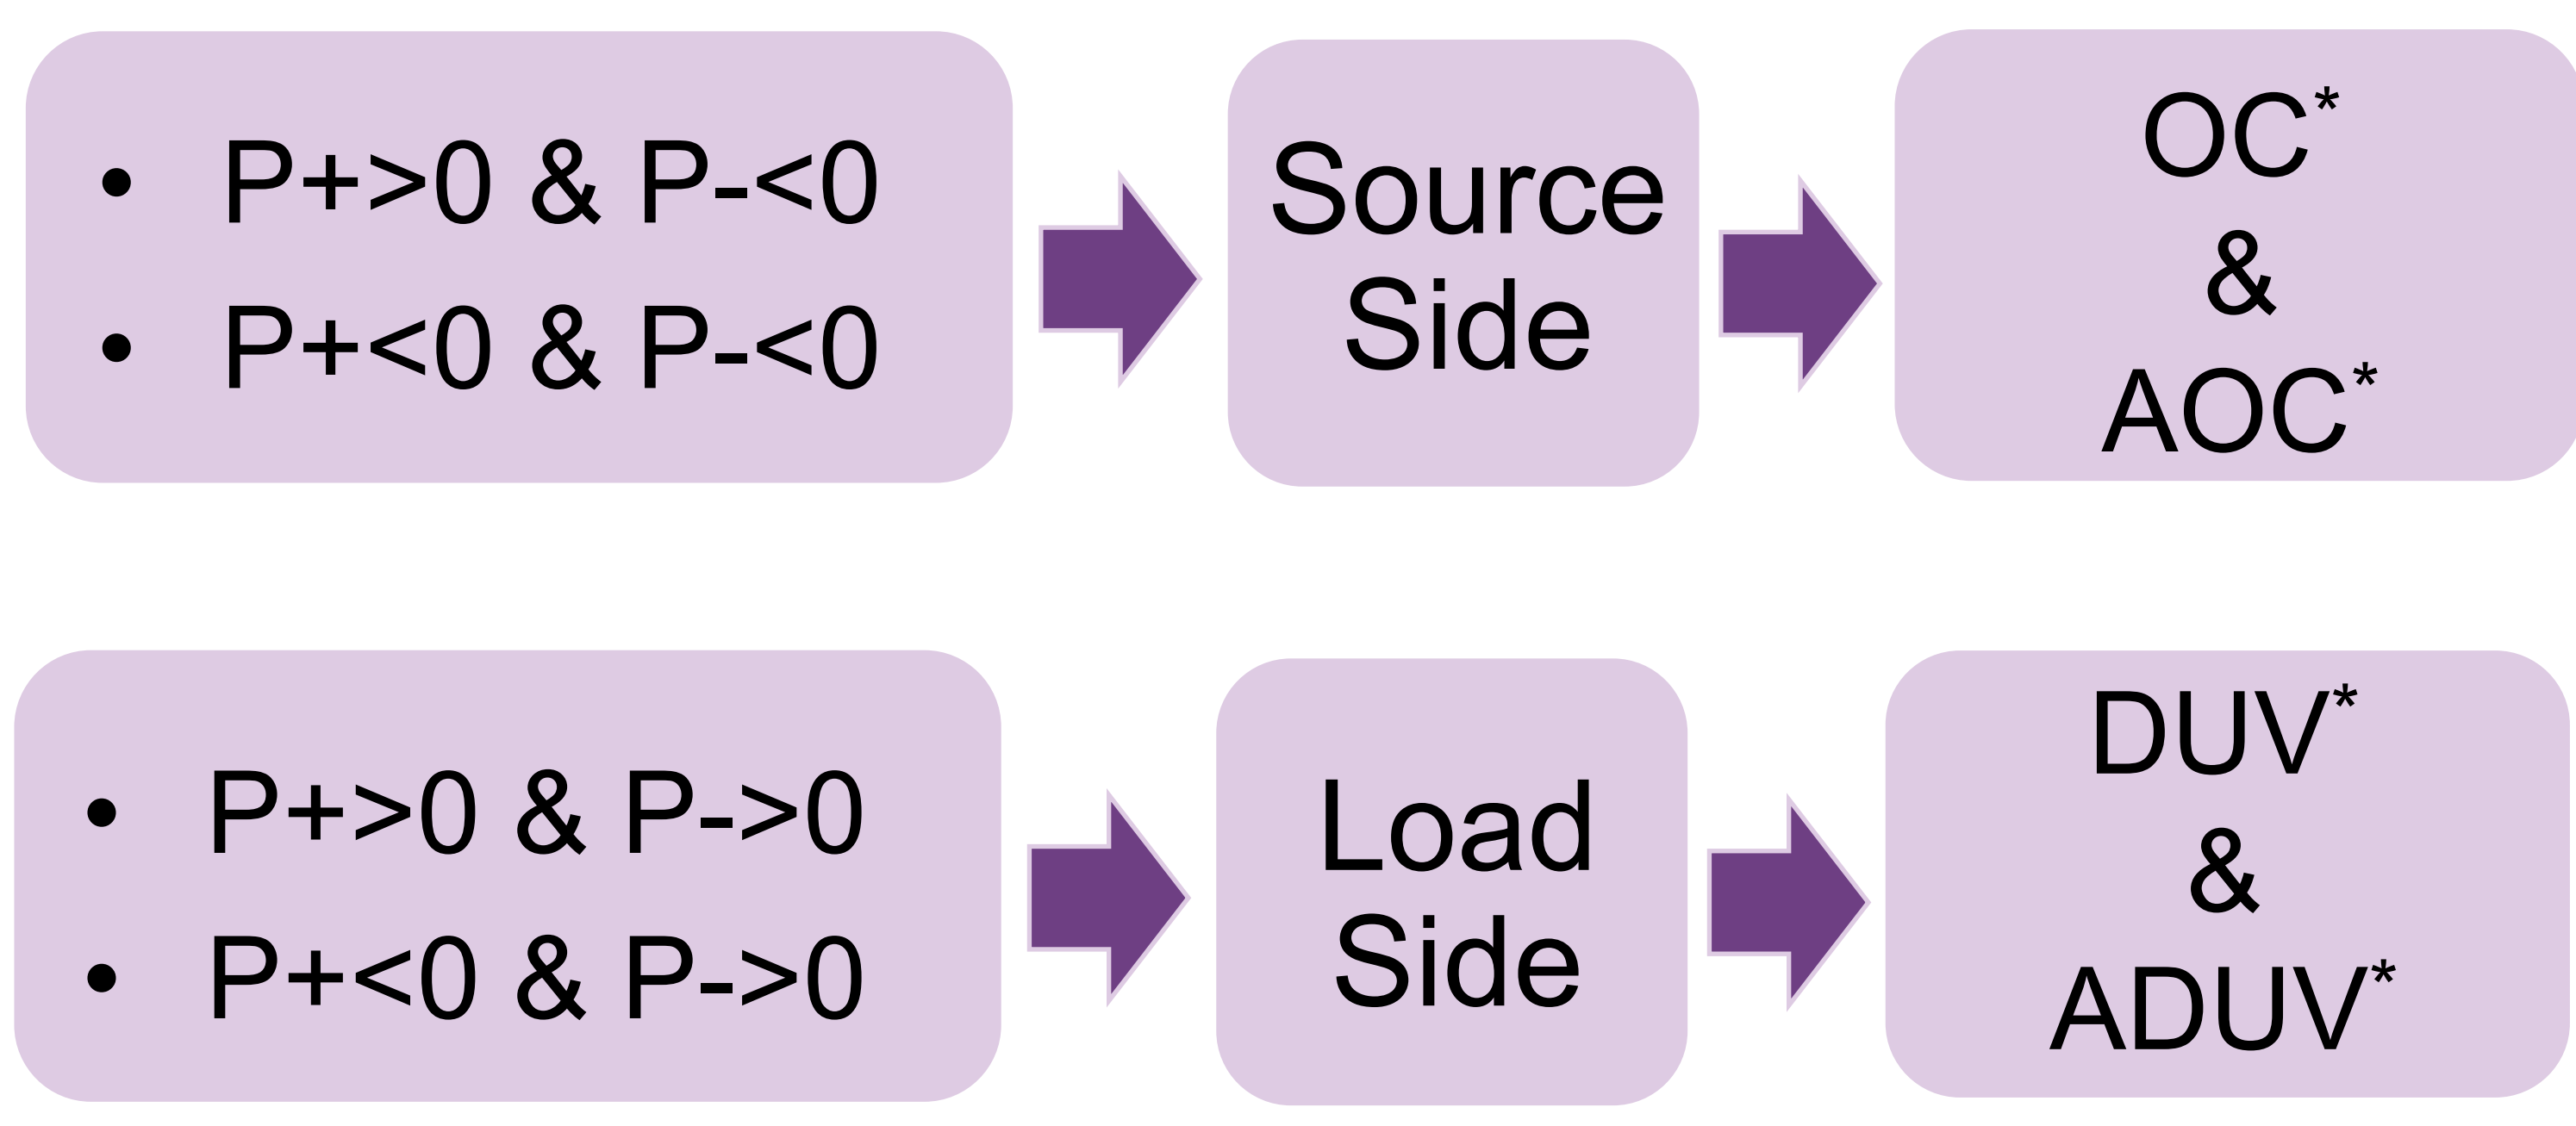 • P+>0 & P-<0
• P+<0 & P-<0
Source
Side
OC*
&
AOC*
• P+>0 & P->0
• P+<0 & P->0
Load
Side
DUV*
&
ADUV*